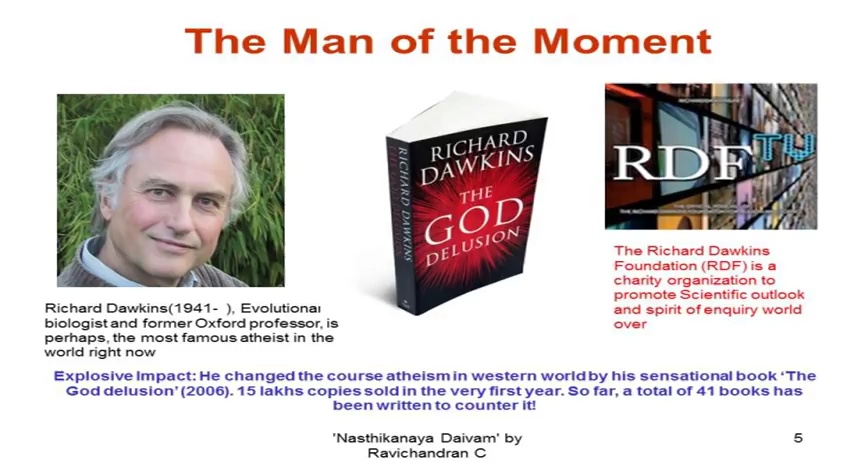 The Man of the Moment
RICHARD
DAWKINS
THE
GOD
DELUSION
RICHARD DAWKINS
RDF TV
The Richard Dawkins
Foundation (RDF) is a
charity organization to
promote Scientific outlook
and spirit of enquiry world
over
Richard Dawkins(1941- ), Evolutional
biologist and former Oxford professor, is
perhaps, the most famous atheist in the
world right now
Explosive Impact: He changed the course atheism in western world by his sensational book ‘The
God delusion’ (2006). 15 lakhs copies sold in the very first year. So far, a total of 41 books has
been written to counter it!
'Nasthikanaya Daivam' by
Ravichandran C
5